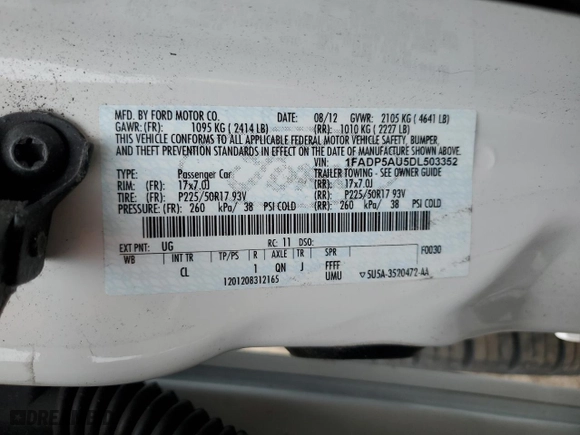 MFD. BY FORD MOTOR CO. DATE: 08/12 GVWR: 2105 KG ( 4641 LB)
GAWR: (FR): 1095 KG ( 2414 LB) (RR): 1010 KG ( 2227 LB)
THIS VEHICLE CONFORMS TO ALL APPLICABLE FEDERAL MOTOR VEHICLE SAFETY, BUMPER,
AND THEFT PREVENTION STANDARDS IN EFFECT ON THE DATE OF MANUFACTURE SHOWN ABOVE.
VIN: 1FADP5AU5DL503352
TYPE: Passenger Car TRAILER TOWING - SEE OWNER GUIDE
RIM: (FR): 17x7.0J (RR): 17x7.0J
TIRE: (FR): P225/50R17 93V (RR): P225/50R17 93V
PRESSURE: (FR): 260 kPa/ 38 PSI COLD (RR): 260 kPa/ 38 PSI COLD
EXT PNT: UG RC: 11 DSO: F0030
WB INT TR TP/PS R AXLE TR SPR
CL 1 QN J FFFF
1201208312165 UMU 5U5A-3520472-AA